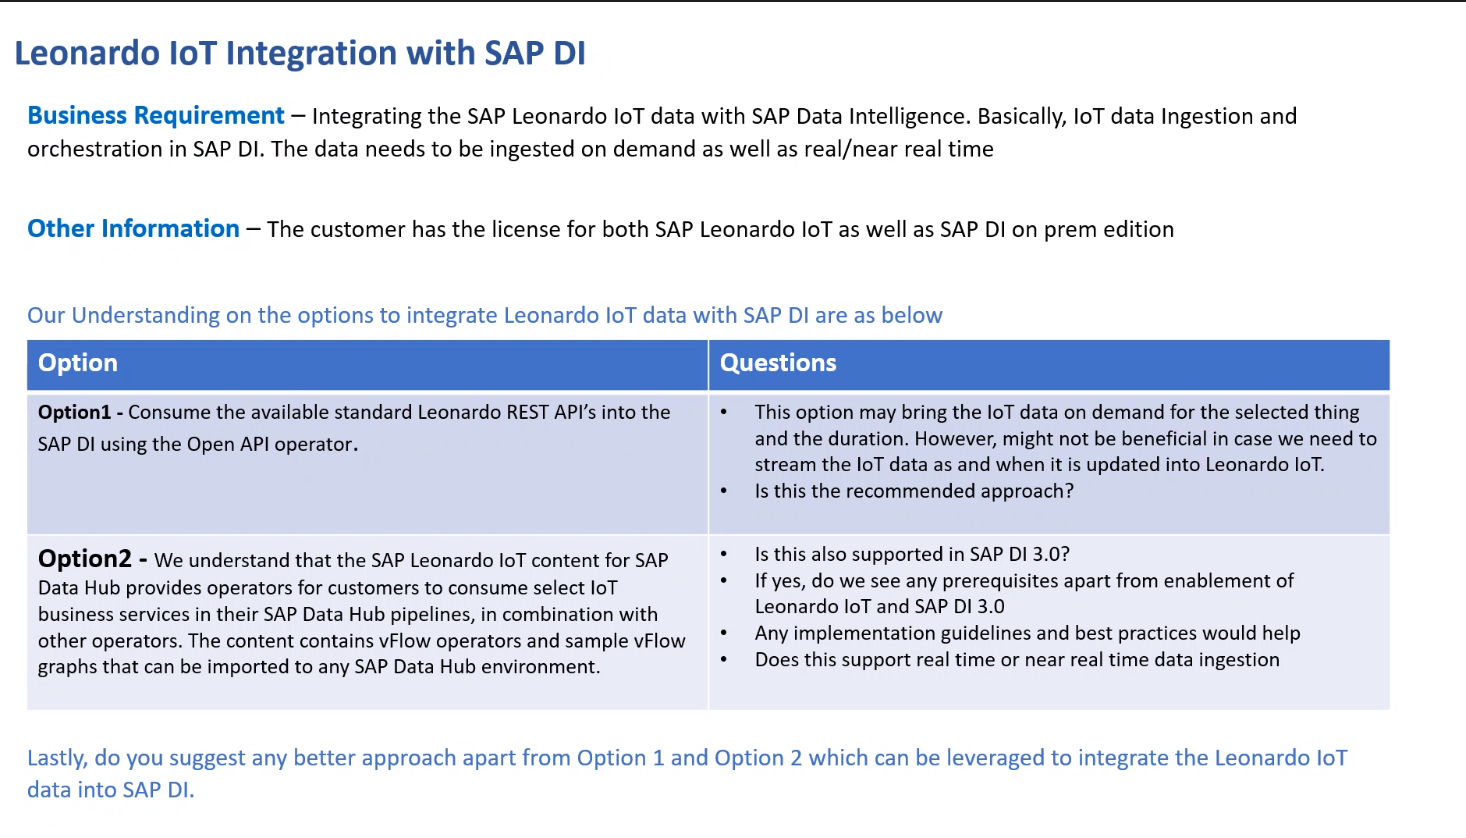 Leonardo IoT Integration with SAP DI
Business Requirement – Integrating the SAP Leonardo IoT data with SAP Data Intelligence. Basically, IoT data Ingestion and
orchestration in SAP DI. The data needs to be ingested on demand as well as real/near real time
Other Information – The customer has the license for both SAP Leonardo IoT as well as SAP DI on prem edition
Our Understanding on the options to integrate Leonardo IoT data with SAP DI are as below
Option
Questions
Option1 - Consume the available standard Leonardo REST API's into the
SAP DI using the Open API operator.
• This option may bring the IoT data on demand for the selected thing
and the duration. However, might not be beneficial in case we need to
stream the IoT data as and when it is updated into Leonardo IoT.
• Is this the recommended approach?
Option2 - We understand that the SAP Leonardo IoT content for SAP
Data Hub provides operators for customers to consume select IoT
business services in their SAP Data Hub pipelines, in combination with
other operators. The content contains vFlow operators and sample vFlow
graphs that can be imported to any SAP Data Hub environment.
• Is this also supported in SAP DI 3.0?
• If yes, do we see any prerequisites apart from enablement of
Leonardo IoT and SAP DI 3.0
• Any implementation guidelines and best practices would help
• Does this support real time or near real time data ingestion
Lastly, do you suggest any better approach apart from Option 1 and Option 2 which can be leveraged to integrate the Leonardo IoT
data into SAP DI.